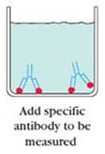 Add specific
antibody to be
measured